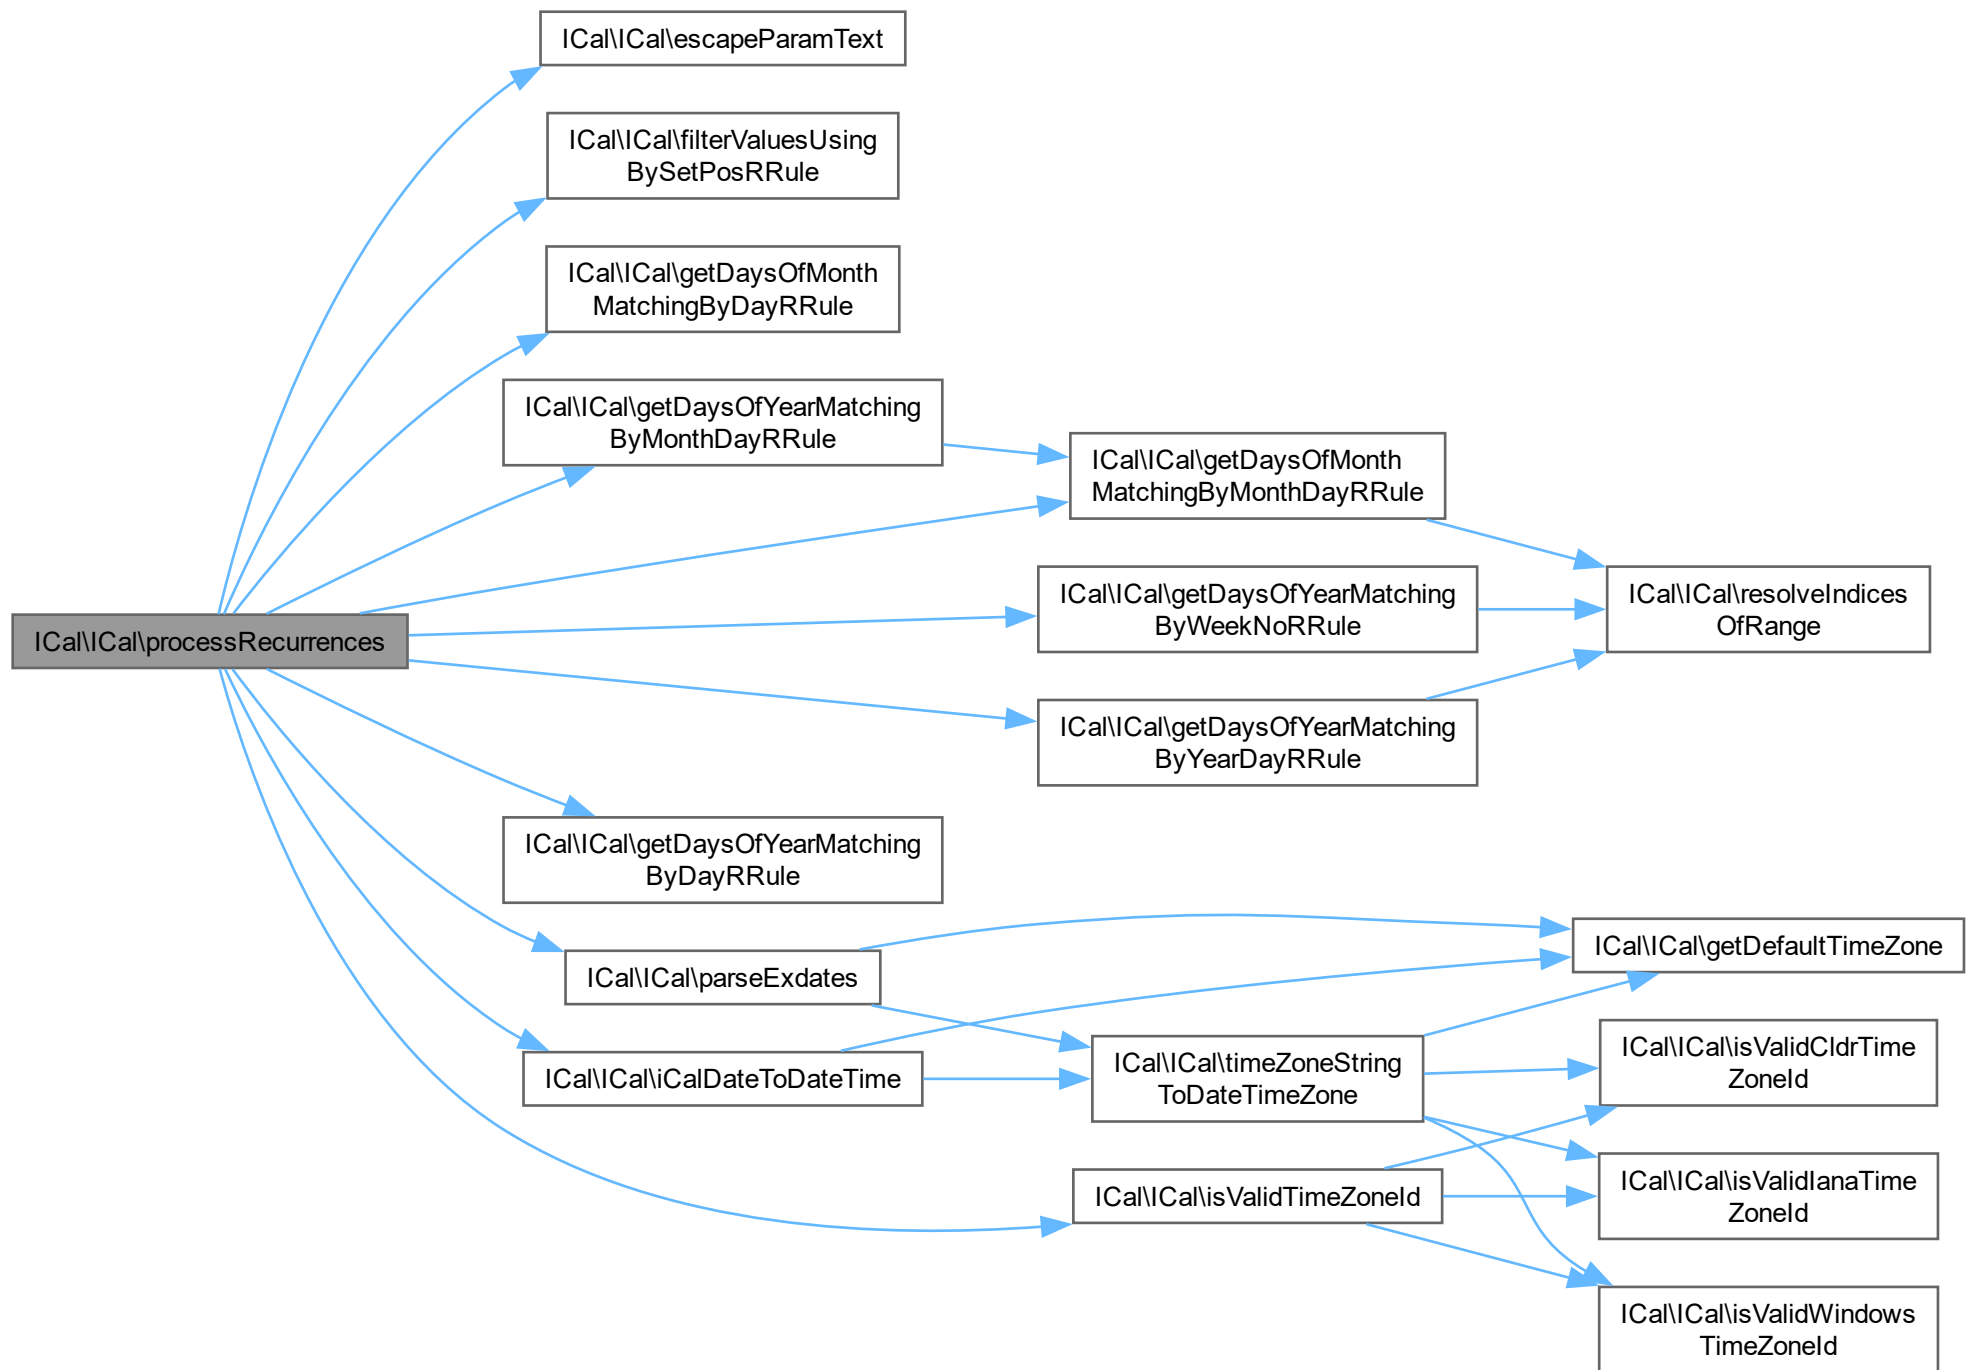 ICal\ICal\escapeParamText
ICal\ICal\filterValuesUsing
BySetPosRRule
ICal\ICal\getDaysOfMonth
MatchingByDayRRule
ICal\ICal\getDaysOfYearMatching
ByMonthDayRRule
ICal\ICal\getDaysOfMonth
MatchingByMonthDayRRule
ICal\ICal\getDaysOfYearMatching
ByWeekNoRRule
ICal\ICal\resolveIndices
OfRange
ICal\ICal\processRecurrences
ICal\ICal\getDaysOfYearMatching
ByYearDayRRule
ICal\ICal\getDaysOfYearMatching
ByDayRRule
ICal\ICal\getDefaultTimeZone
ICal\ICal\parseExdates
ICal\ICal\iCalDateToDateTime
ICal\ICal\timeZoneString
ToDateTimeZone
ICal\ICal\isValidCldrTime
ZoneId
ICal\ICal\isValidTimeZoneId
ICal\ICal\isValidIanaTime
ZoneId
ICal\ICal\isValidWindows
TimeZoneId